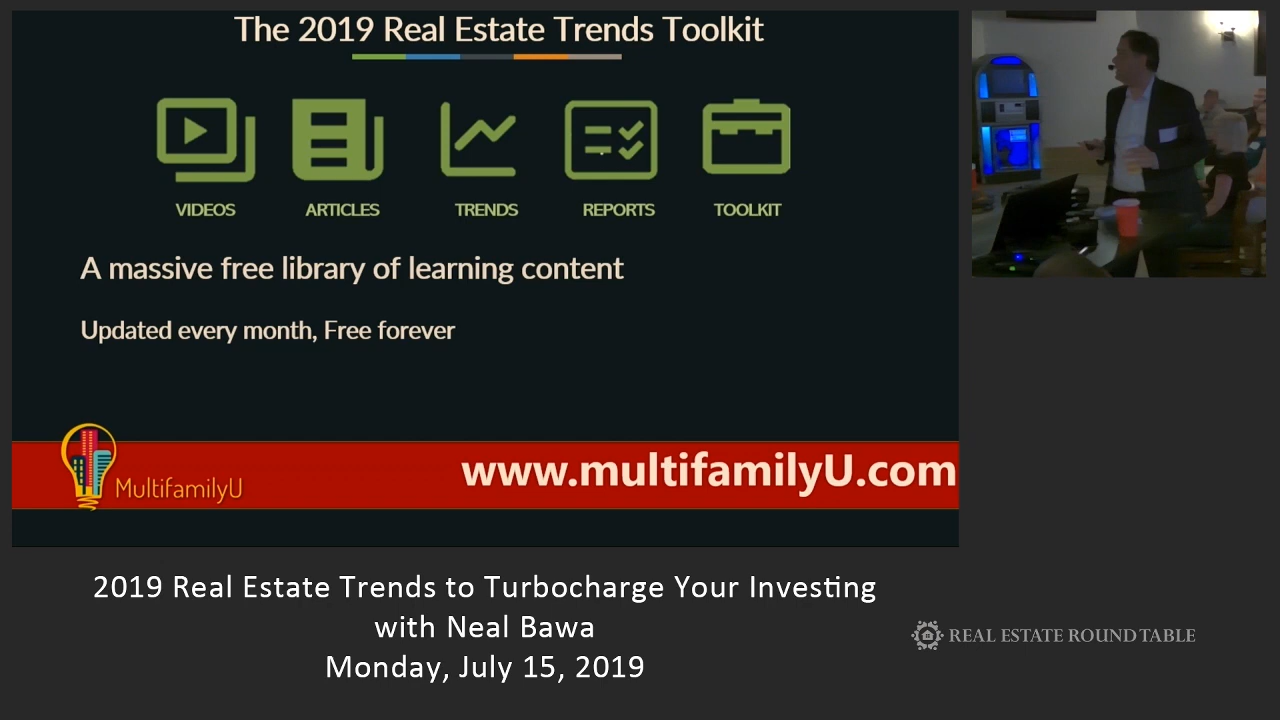 The 2019 Real Estate Trends Toolkit
VIDEOS
ARTICLES
TRENDS
REPORTS
TOOLKIT
A massive free library of learning content
Updated every month, Free forever
MultifamilyU
www.multifamilyU.com
2019 Real Estate Trends to Turbocharge Your Investing
with Neal Bawa
Monday, July 15, 2019
REAL ESTATE ROUND TABLE